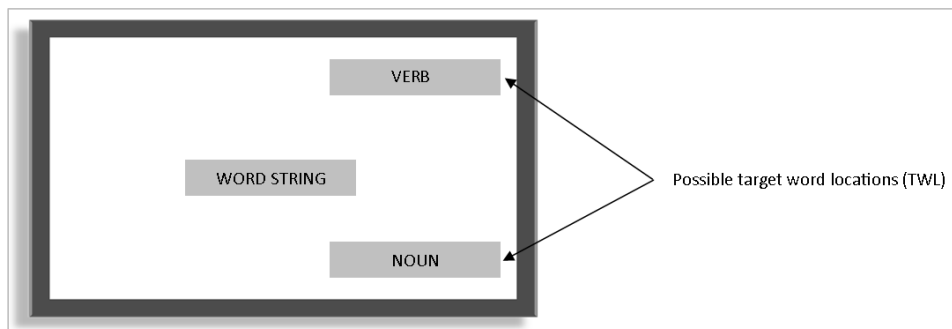 VERB
WORD STRING
Possible target word locations (TWL)
NOUN